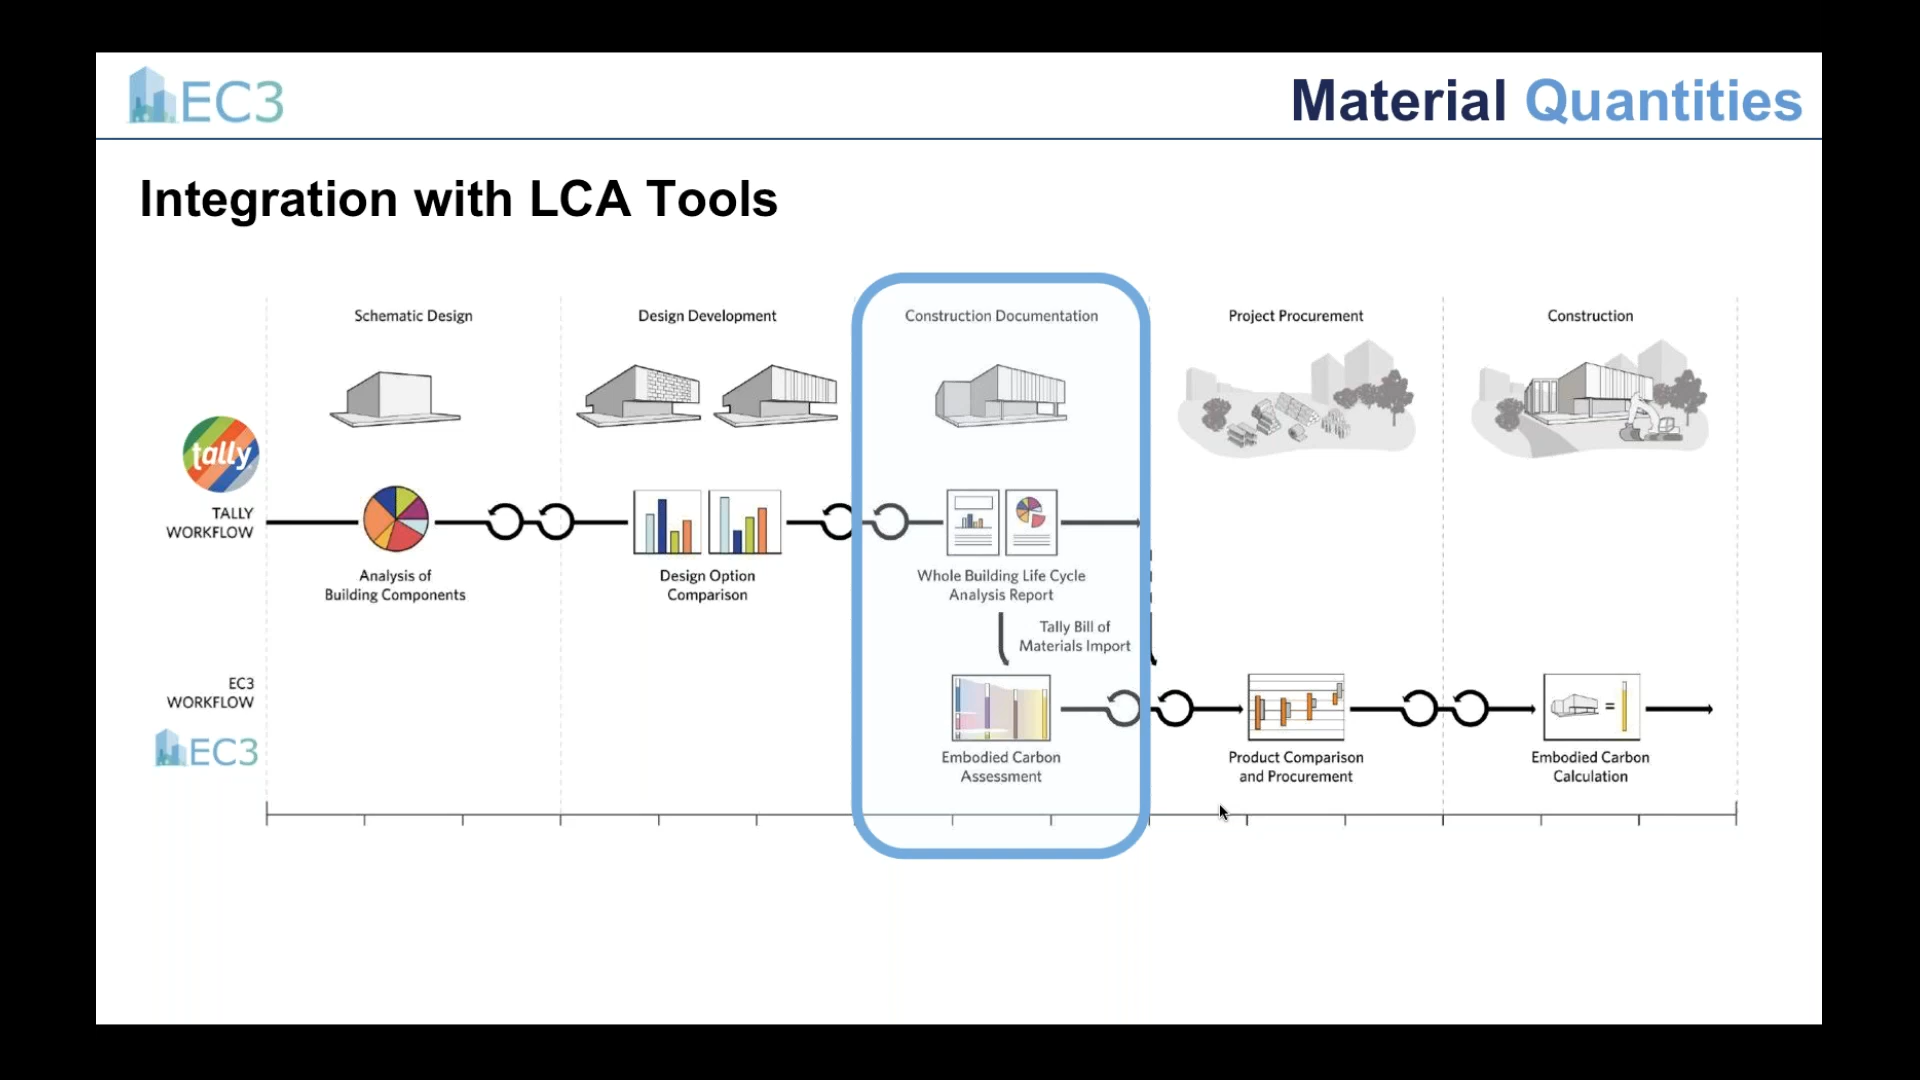 EC3
Material Quantities
Integration with LCA Tools
Schematic Design
Design Development
Construction Documentation
Project Procurement
Construction
tally
TALLY
WORKFLOW
Analysis of
Building Components
Design Option
Comparison
Whole Building Life Cycle
Analysis Report
Tally Bill of
Materials Import
EC3
WORKFLOW
EC3
Embodied Carbon
Assessment
Product Comparison
and Procurement
=
Embodied Carbon
Calculation